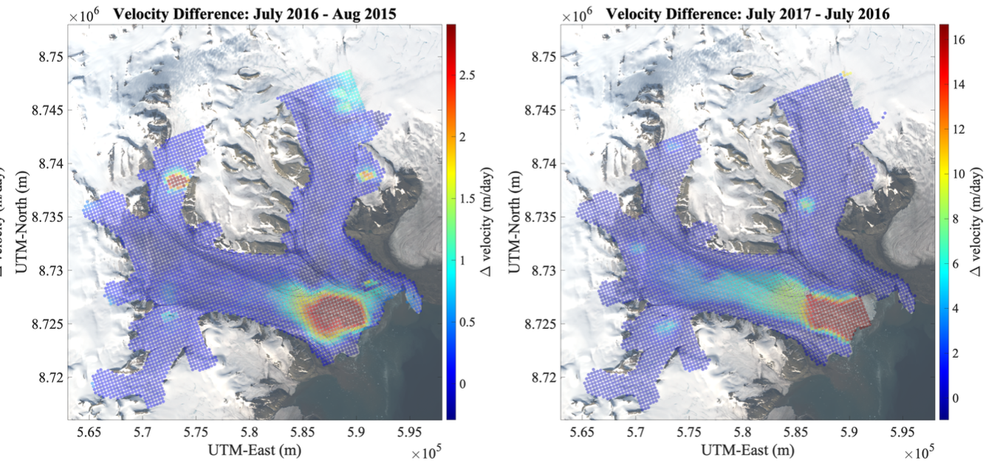 ×10⁶ Velocity Difference: July 2016 - Aug 2015
8.75
8.745
8.74
8.735
8.73
8.725
8.72
UTM-North (m)
5.65 5.7 5.75 5.8 5.85 5.9 5.95
UTM-East (m) ×10⁵
2.5
2
1.5
1
0.5
0
Δ velocity (m/day)
×10⁶ Velocity Difference: July 2017 - July 2016
8.75
8.745
8.74
8.735
8.73
8.725
8.72
UTM-North (m)
5.65 5.7 5.75 5.8 5.85 5.9 5.95
UTM-East (m) ×10⁵
16
14
12
10
8
6
4
2
0
Δ velocity (m/day)